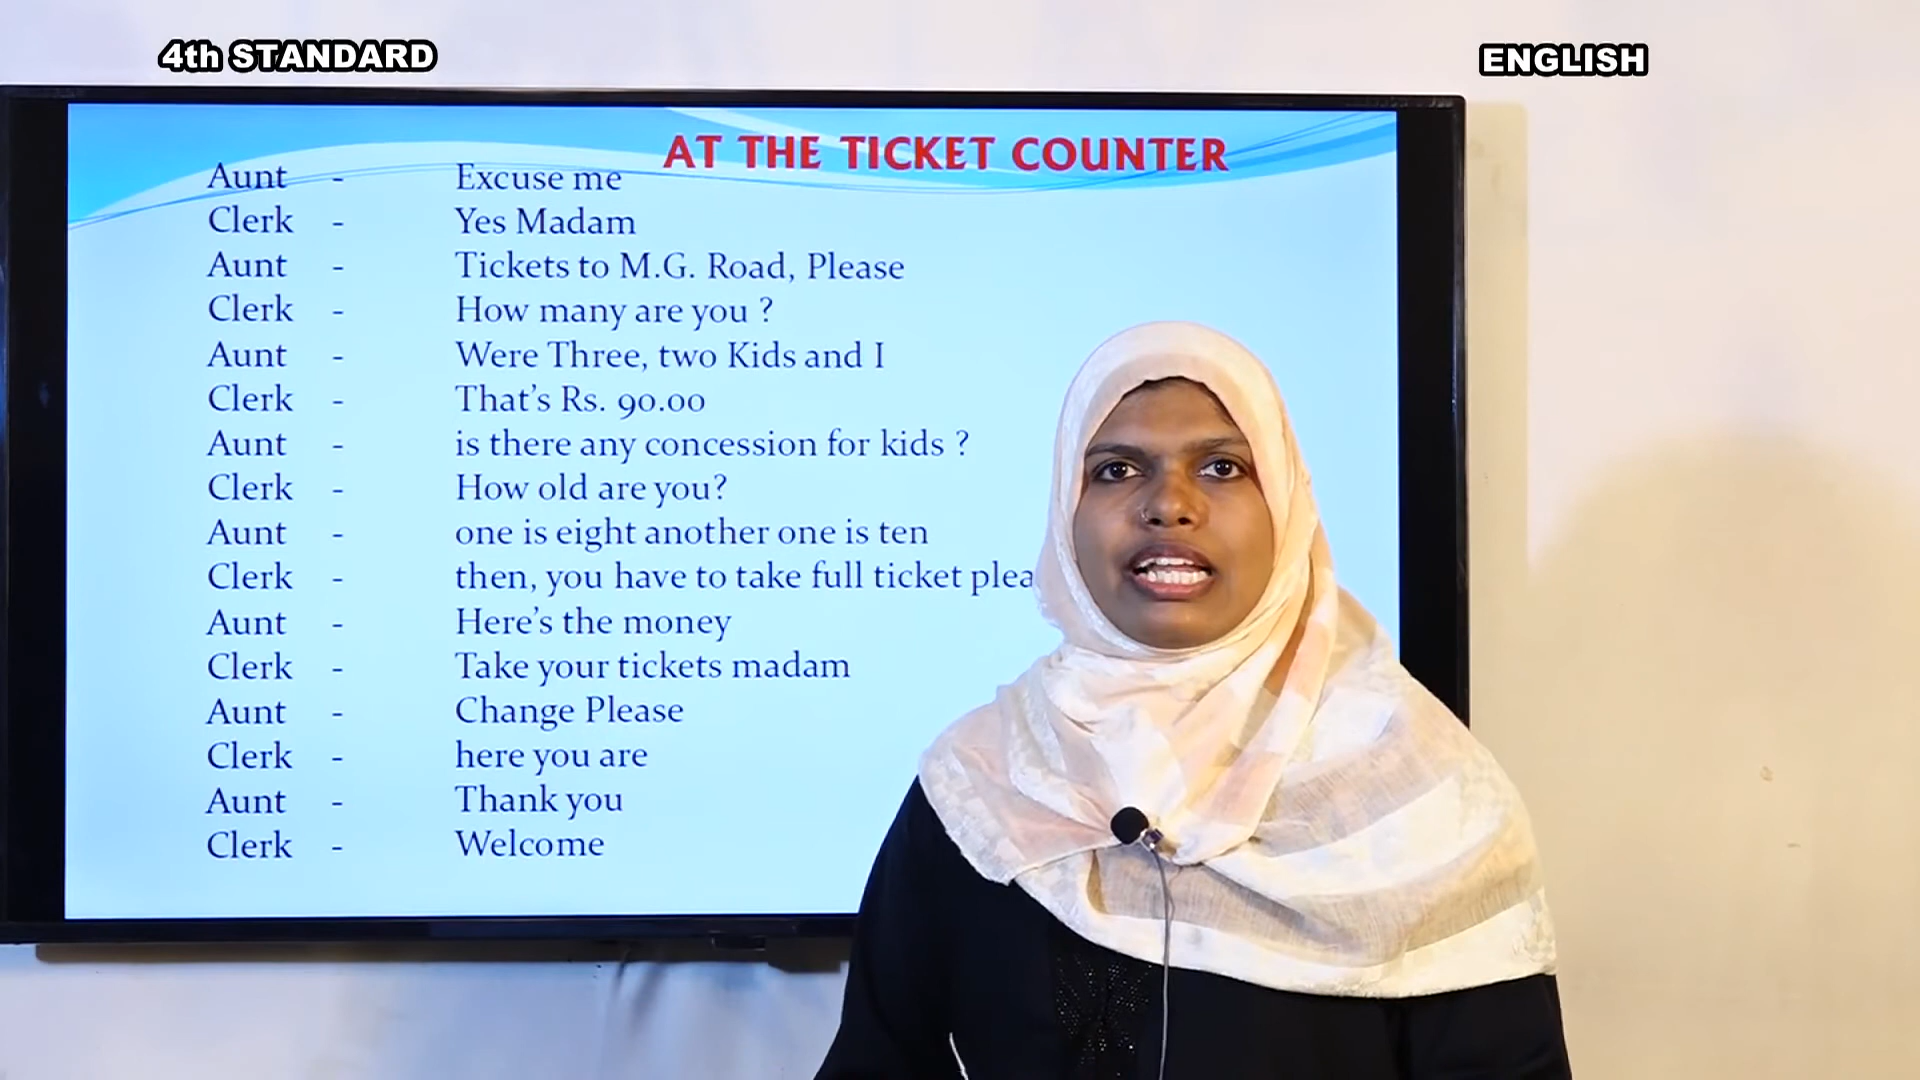 4th STANDARD
ENGLISH
AT THE TICKET COUNTER
Aunt - Excuse me
Clerk - Yes Madam
Aunt - Tickets to M.G. Road, Please
Clerk - How many are you ?
Aunt - Were Three, two Kids and I
Clerk - That's Rs. 90.00
Aunt - is there any concession for kids ?
Clerk - How old are you?
Aunt - one is eight another one is ten
Clerk - then, you have to take full ticket
Aunt - Here's the money
Clerk - Take your tickets madam
Aunt - Change Please
Clerk - here you are
Aunt - Thank you
Clerk - Welcome